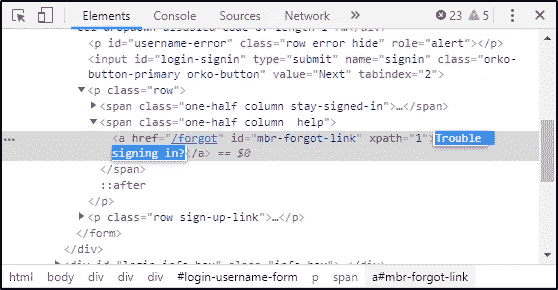 Elements Console Sources 23 5
<p id="username-error" class="row error hide" role="alert"></p>
<input id="login-signin" type="submit" name="signin" class="orko-
button-primary orko-button" value="Next" tabindex="2">
▼<p class="row">
▶<span class="one-half column stay-signed-in">…</span>
▼<span class="one-half column  help">
… <a href="/forgot" id="mbr-forgot-link" xpath="1">Trouble
signing in?</a> == $0
</span>
::after
</p>
▶<p class="row sign-up-link">…</p>
</form>
</div>
html body div div div #login-username-form p span a#mbr-forgot-link